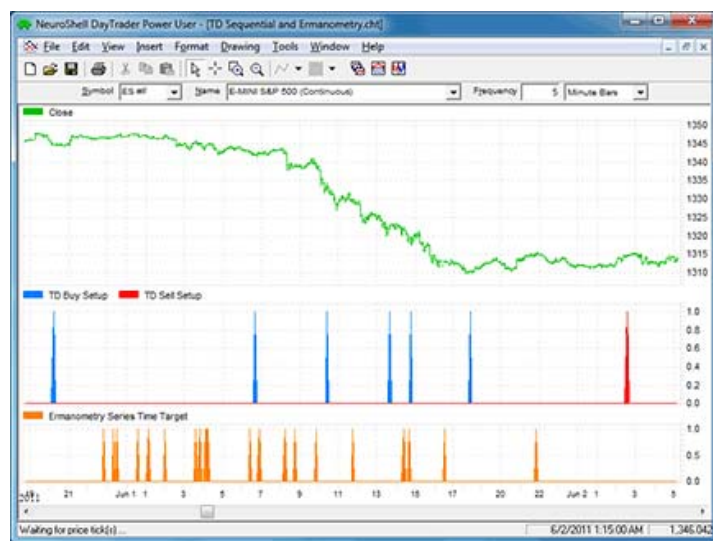 NeuroShell DayTrader Power User - [TD Sequential and Ermanometry.cht]
File Edit View Insert Format Drawing Tools Window Help
Symbol ES #f Name E-MINI S&P 500 (Continuous) Frequency 5 Minute Bars
Close
1350
1345
1340
1335
1330
1325
1320
1315
1310
TD Buy Setup TD Sell Setup
1.0
0.8
0.6
0.4
0.2
0.0
Ermanometry Series Time Target
1.0
0.5
0.0
21 Jun 1 1 3 5 7 9 11 13 15 17 20 22 Jun 2 1 3 5
2011
Waiting for price tick(s)... 6/2/2011 1:15:00 AM 1,346.042